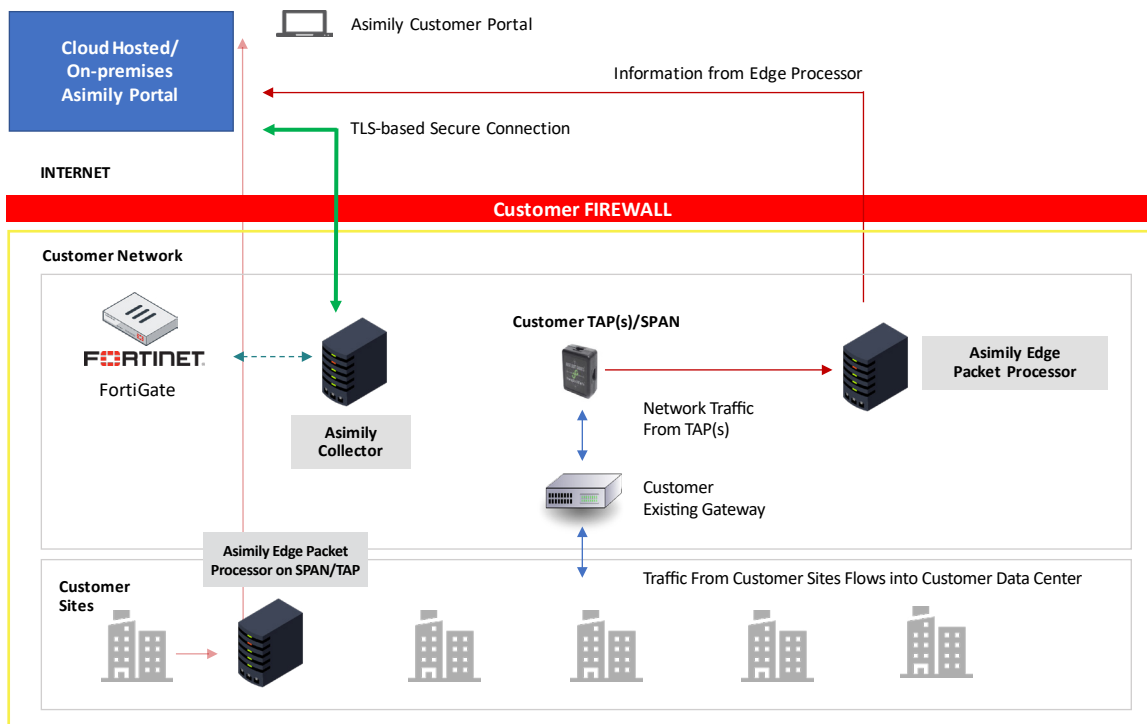 Asimily Customer Portal
Cloud Hosted/
On-premises
Asimily Portal
Information from Edge Processor
TLS-based Secure Connection
INTERNET
Customer FIREWALL
Customer Network
FORTINET
FortiGate
Asimily
Collector
Customer TAP(s)/SPAN
Network Traffic
From TAP(s)
Asimily Edge
Packet Processor
Customer
Existing Gateway
Asimily Edge Packet
Processor on SPAN/TAP
Customer
Sites
Traffic From Customer Sites Flows into Customer Data Center